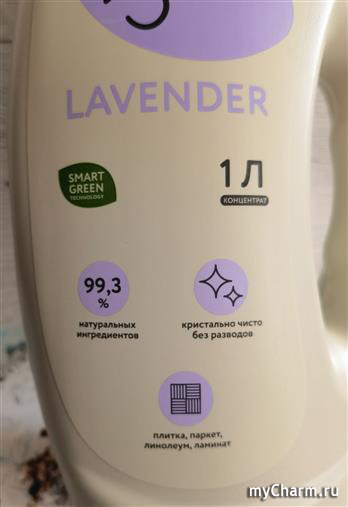 LAVENDER
SMART
GREEN
TECHNOLOGY
1 Л
КОНЦЕНТРАТ
99,3
%
натуральных
ингредиентов
кристально чисто
без разводов
плитка, паркет,
линолеум, ламинат
myCharm.ru